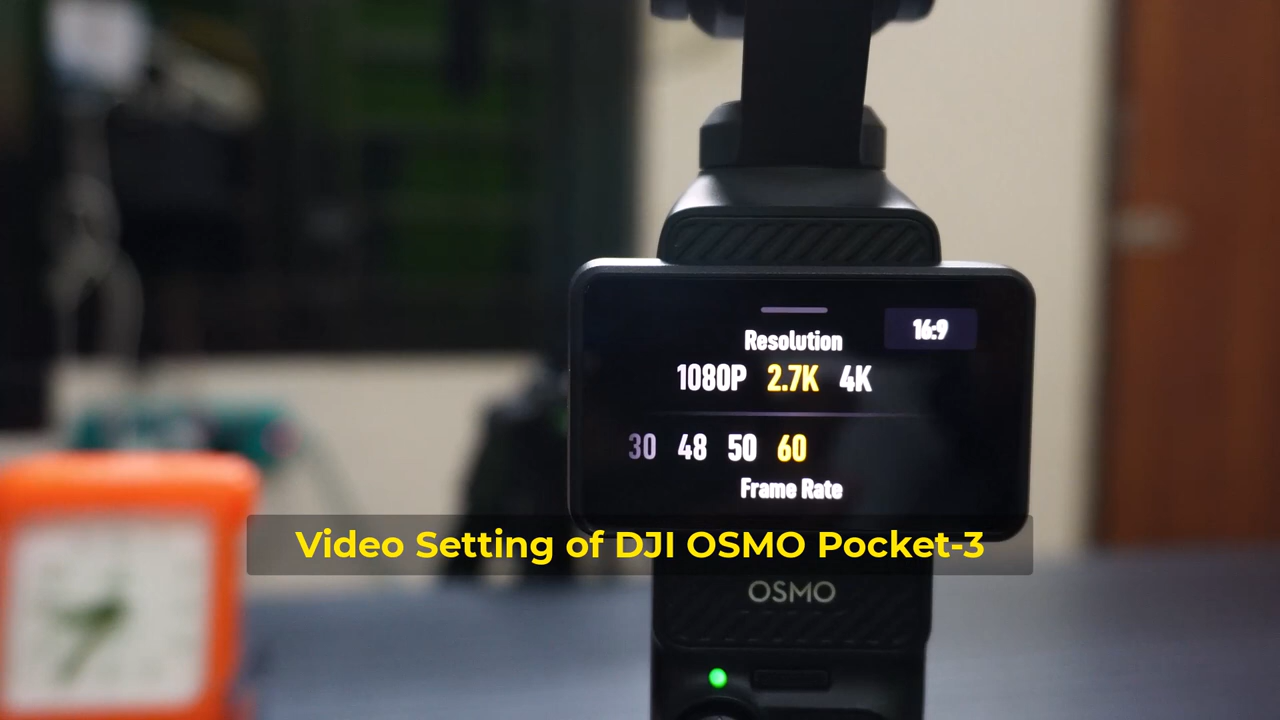 Resolution
16:9
1080P 2.7K 4K
30 48 50 60
Frame Rate
Video Setting of DJI OSMO Pocket-3
OSMO